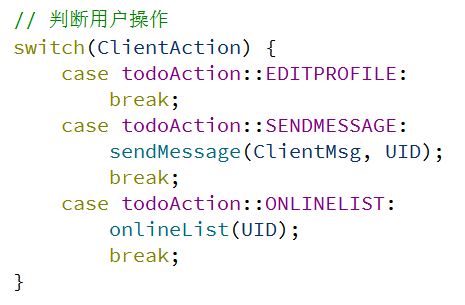 // 判断用户操作
switch(ClientAction) {
    case todoAction::EDITPROFILE:
        break;
    case todoAction::SENDMESSAGE:
        sendMessage(ClientMsg, UID);
        break;
    case todoAction::ONLINELIST:
        onlineList(UID);
        break;
}